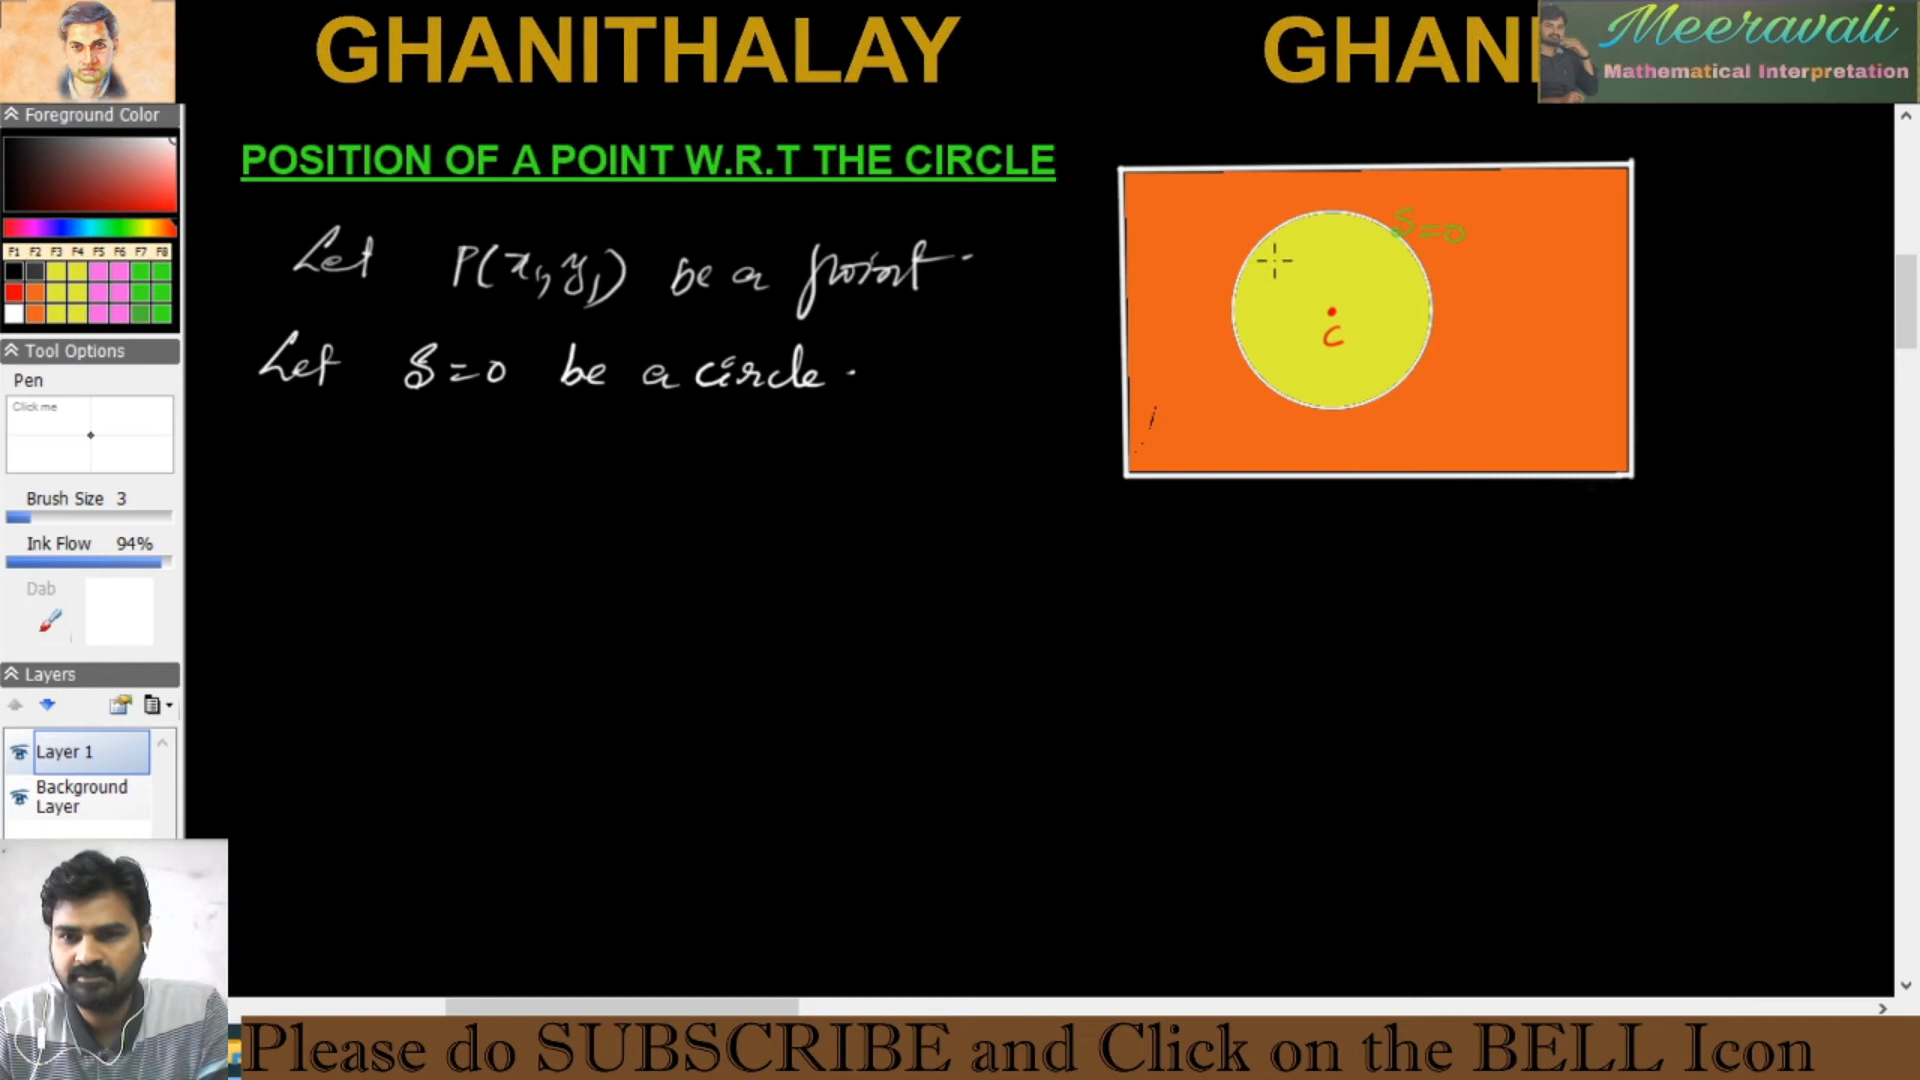 GHANITHALAY GHANI
Meeravali
Mathematical Interpretation
Foreground Color
F1 F2 F3 F4 F5 F6 F7 F8
Tool Options
Pen
Click me
Brush Size 3
Ink Flow 94%
Dab
Layers
Layer 1
Background
Layer
POSITION OF A POINT W.R.T THE CIRCLE
Let P(x₁, y₁) be a point.
Let S=0 be a circle.
S=0
C
Please do SUBSCRIBE and Click on the BELL Icon